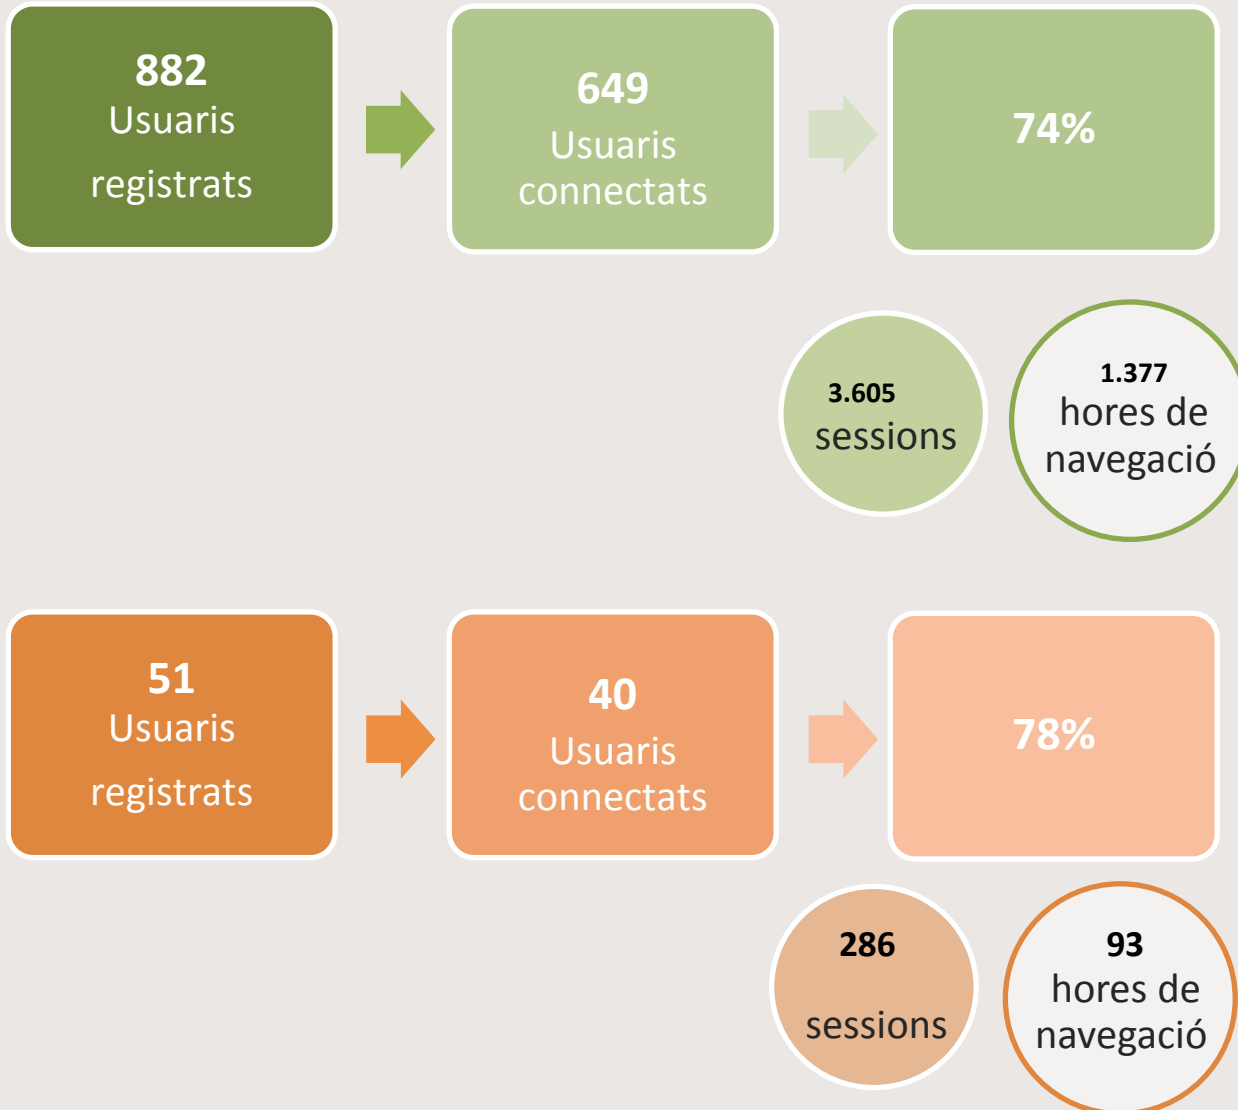 882
Usuaris
registrats
649
Usuaris
connectats
74%
3.605
sessions
1.377
hores de
navegació
51
Usuaris
registrats
40
Usuaris
connectats
78%
286
sessions
93
hores de
navegació